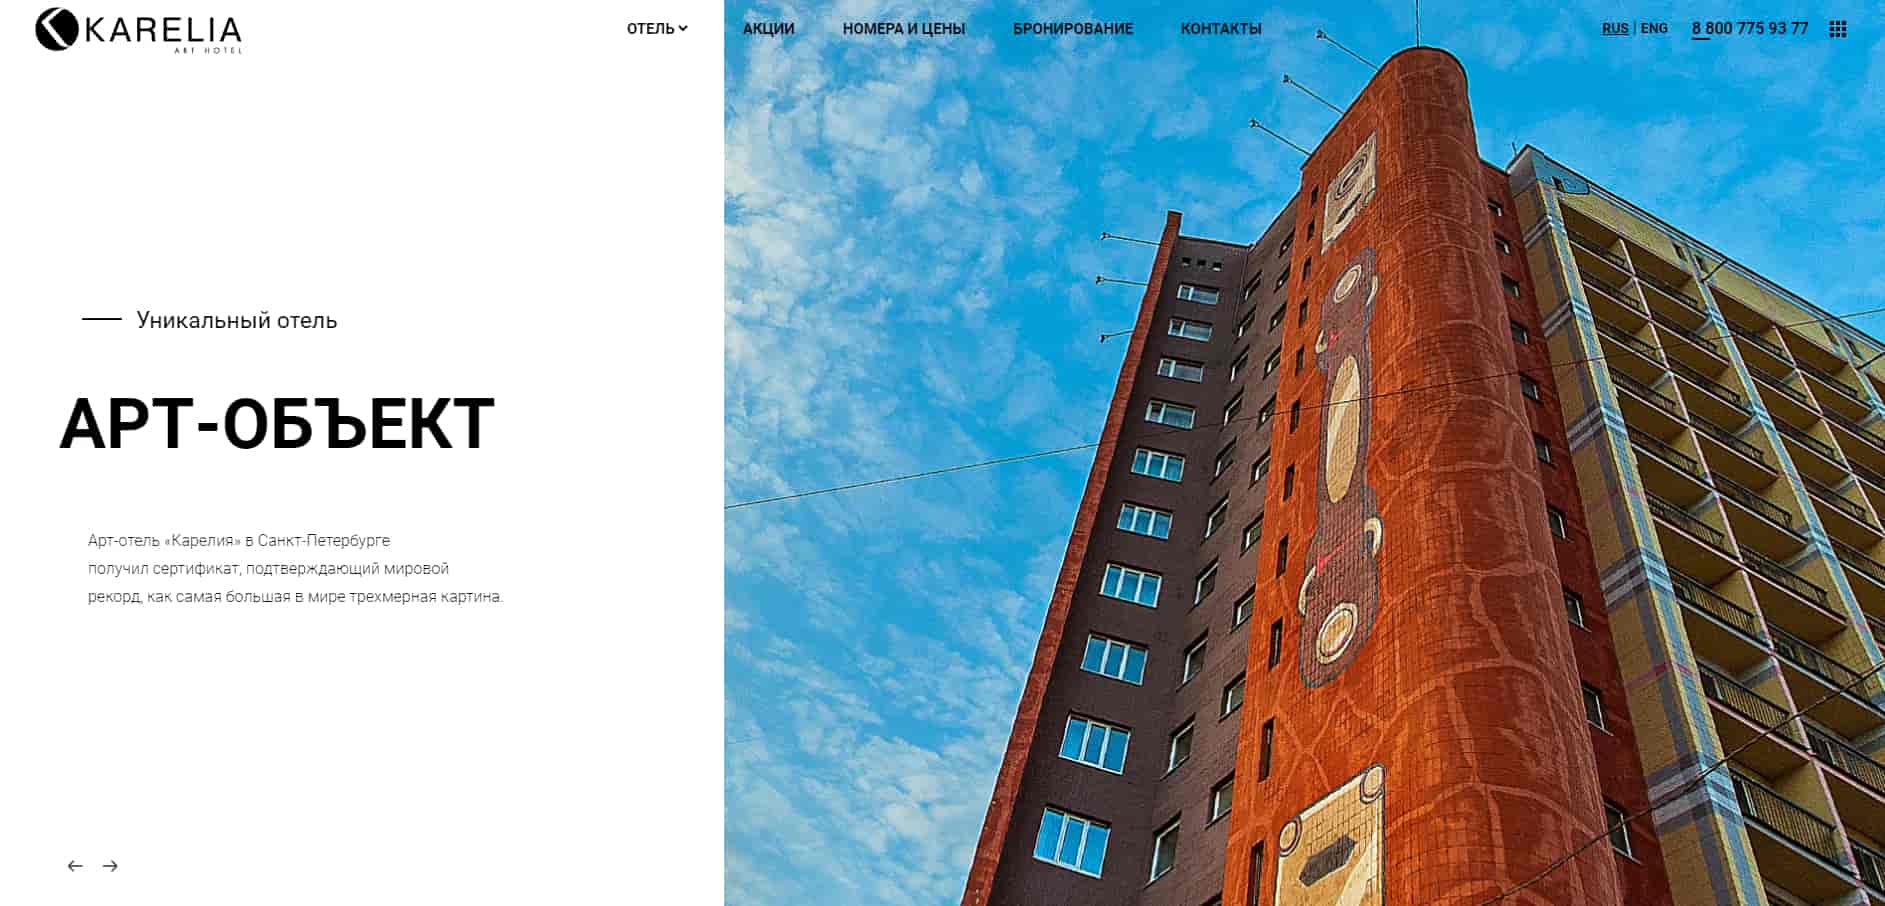 KARELIA
ART HOTEL
ОТЕЛЬ
АКЦИИ
НОМЕРА И ЦЕНЫ
БРОНИРОВАНИЕ
КОНТАКТЫ
RUS | ENG
8 800 775 93 77
Уникальный отель
АРТ-ОБЪЕКТ
Арт-отель «Карелия» в Санкт-Петербурге
получил сертификат, подтверждающий мировой
рекорд, как самая большая в мире трехмерная картина.